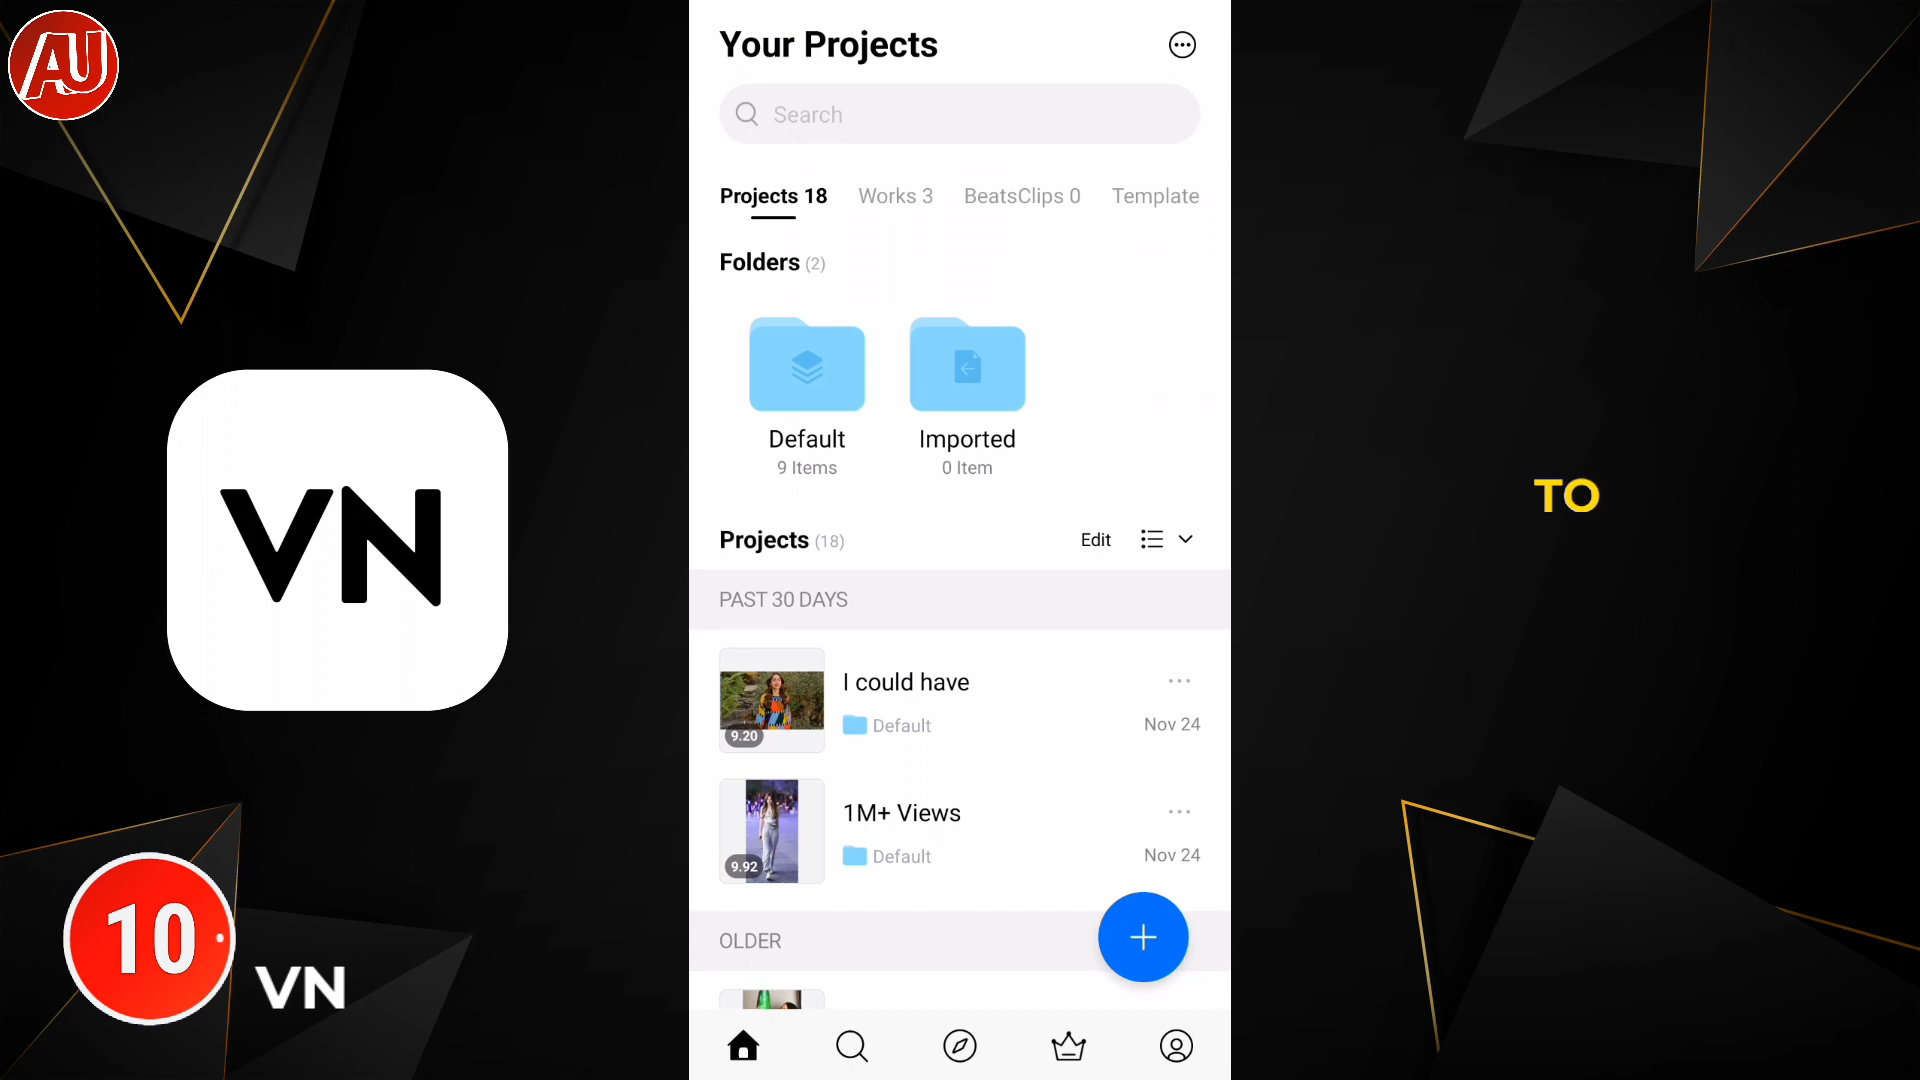 AU
Your Projects
Search
Projects 18 Works 3 BeatsClips 0 Template
Folders (2)
Default
9 Items
Imported
0 Item
VN
TO
Projects (18) Edit
PAST 30 DAYS
I could have
Default Nov 24
9.20
1M+ Views
Default Nov 24
9.92
OLDER
10
VN